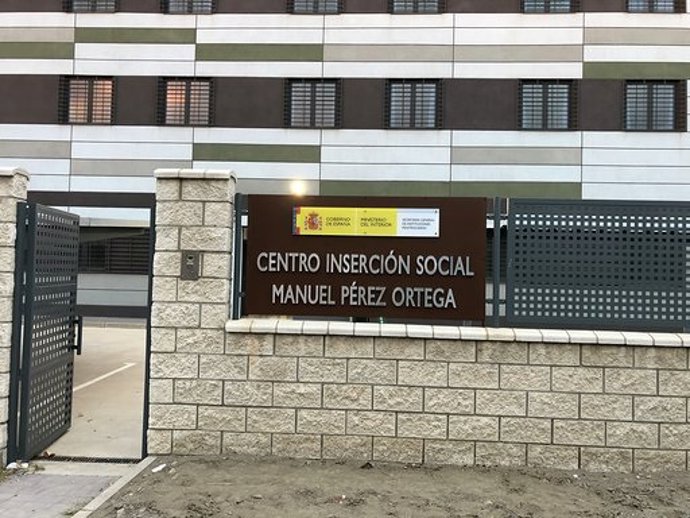 GOBIERNO
DE ESPAÑA
MINISTERIO
DEL INTERIOR
SECRETARÍA GENERAL
DE INSTITUCIONES
PENITENCIARIAS
CENTRO INSERCIÓN SOCIAL
MANUEL PÉREZ ORTEGA